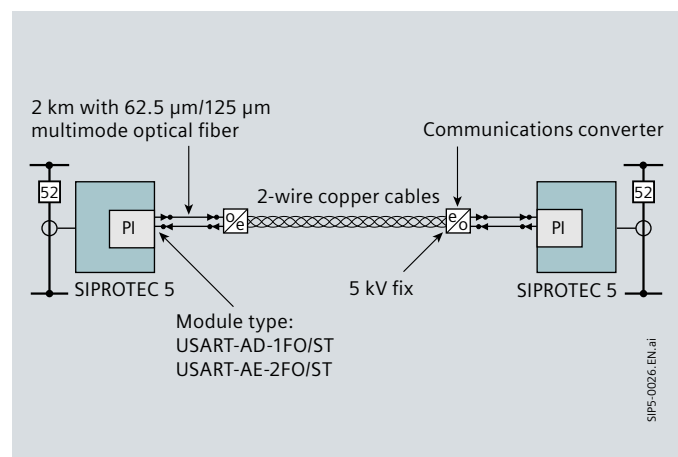 2 km with 62.5 μm/125 μm
multimode optical fiber
Communications converter
52
2-wire copper cables
52
PI
o/e
e/o
PI
SIPROTEC 5
5 kV fix
SIPROTEC 5
Module type:
USART-AD-1FO/ST
USART-AE-2FO/ST
SIP5-0026.EN.ai